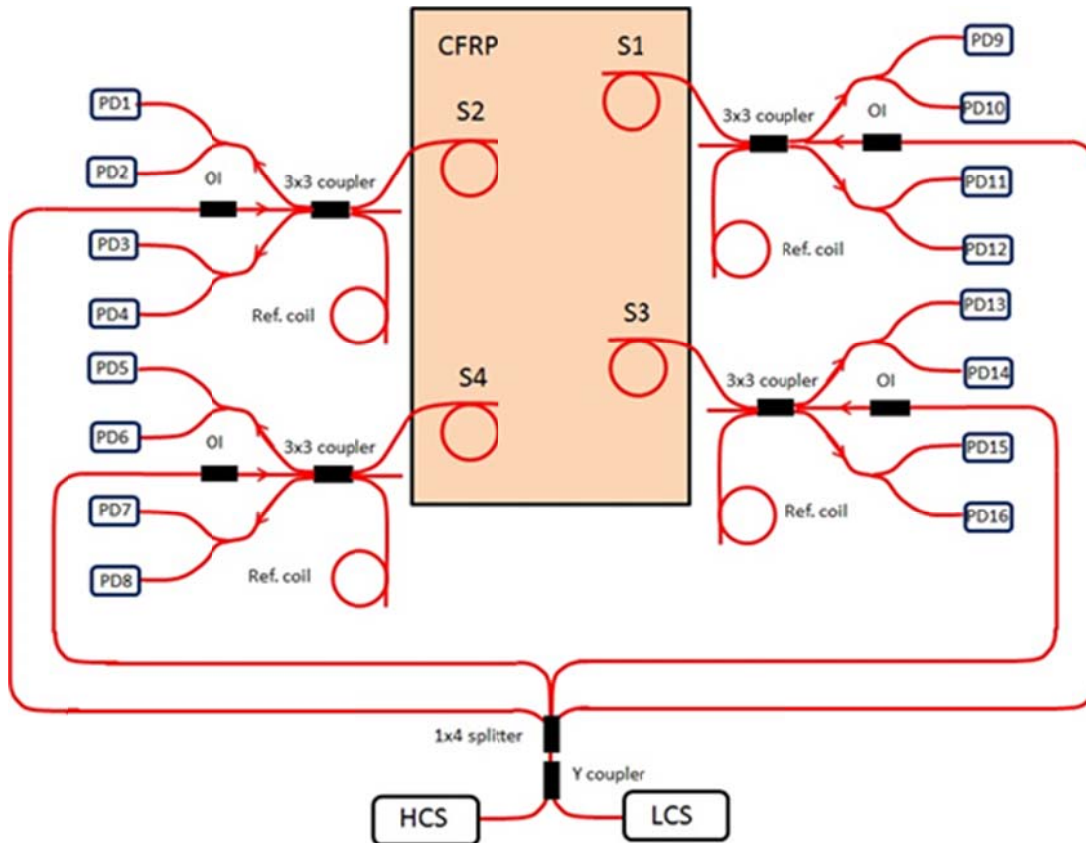 CFRP
S1
S2
S3
S4
PD1
PD2
OI
3x3 coupler
PD3
PD4
Ref. coil
PD5
PD6
OI
3x3 coupler
PD7
PD8
Ref. coil
PD9
PD10
3x3 coupler
OI
PD11
PD12
Ref. coil
PD13
PD14
3x3 coupler
OI
PD15
PD16
Ref. coil
1x4 splitter
Y coupler
HCS
LCS